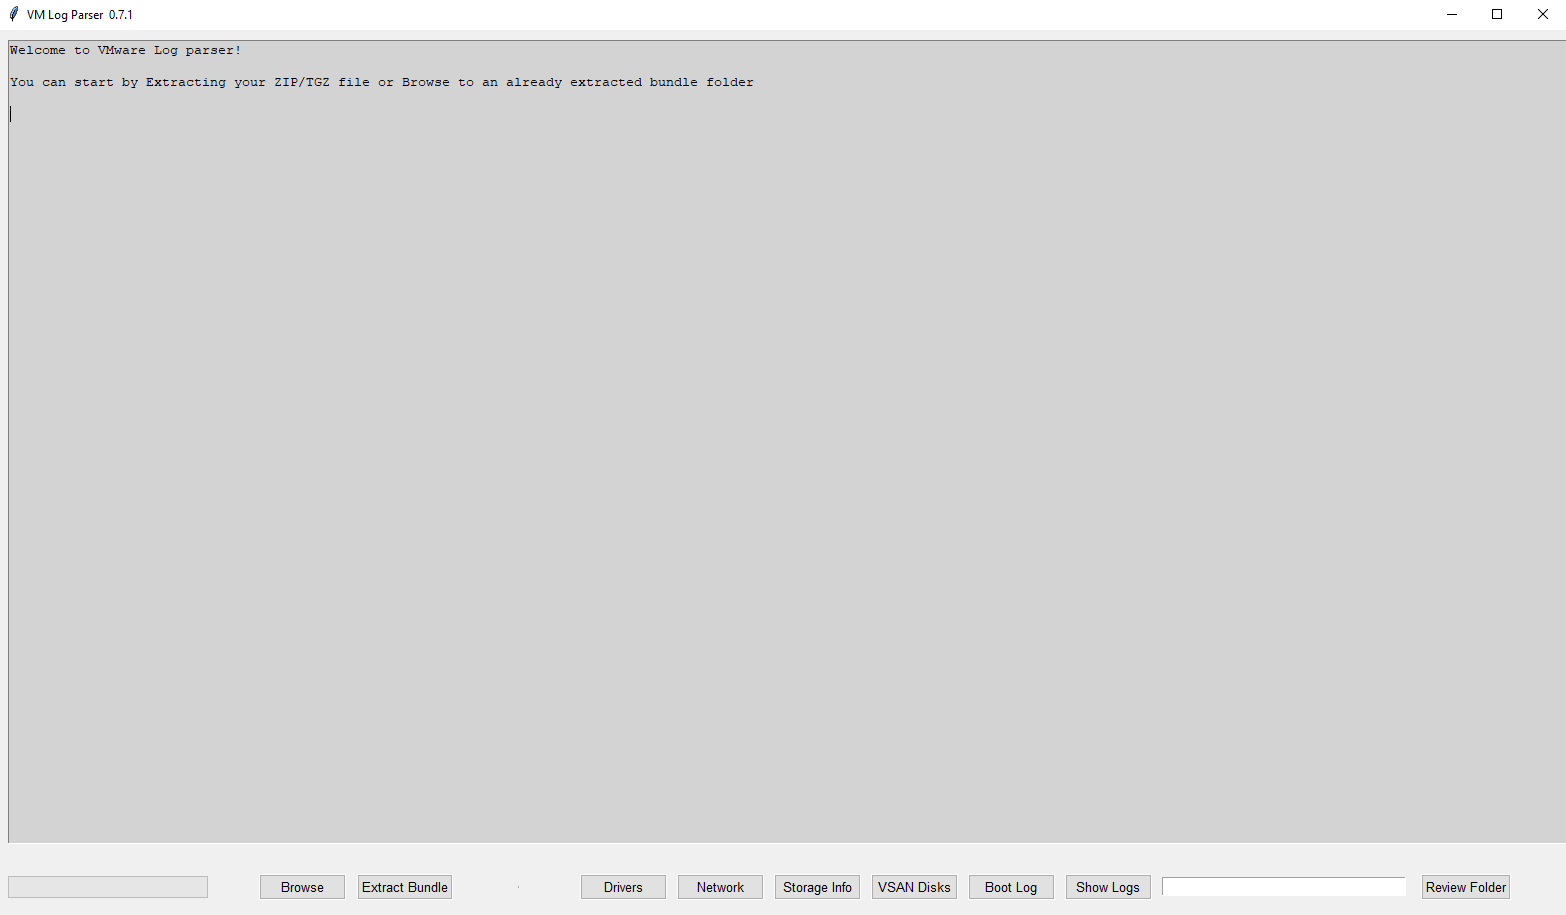 VM Log Parser  0.7.1
Welcome to VMware Log parser!
You can start by Extracting your ZIP/TGZ file or Browse to an already extracted bundle folder
Browse
Extract Bundle
Drivers
Network
Storage Info
VSAN Disks
Boot Log
Show Logs
Review Folder